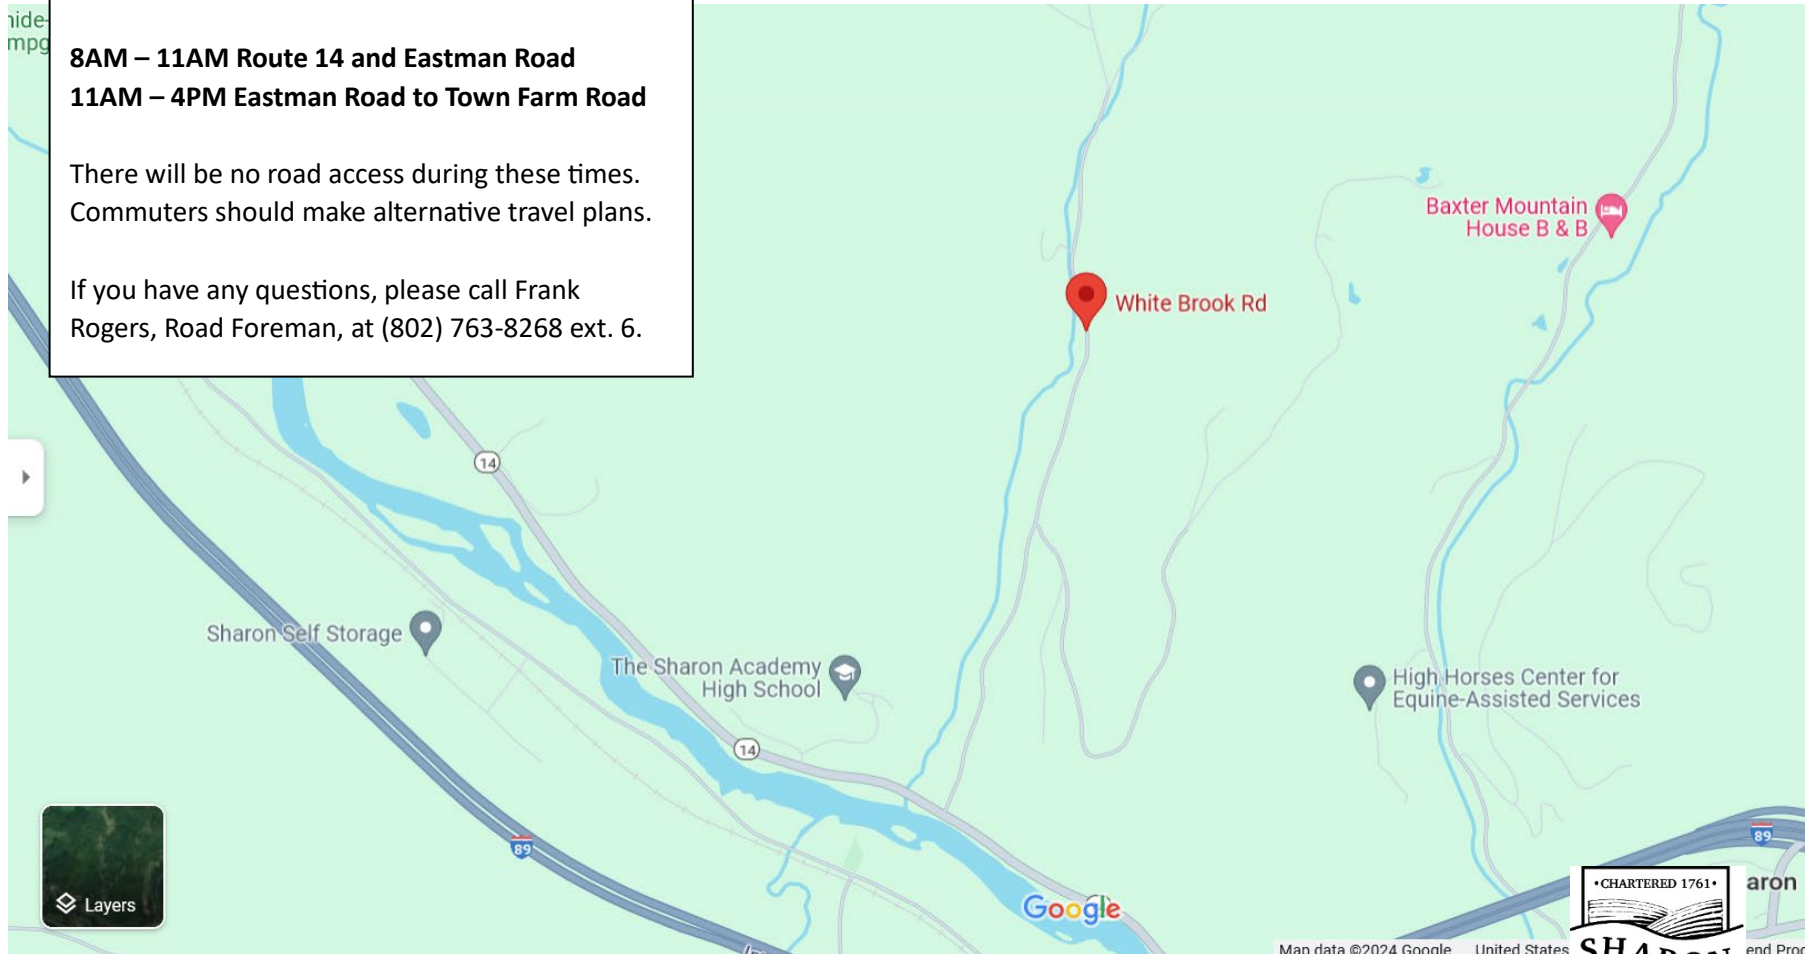 8AM – 11AM Route 14 and Eastman Road
11AM – 4PM Eastman Road to Town Farm Road
There will be no road access during these times.
Commuters should make alternative travel plans.
If you have any questions, please call Frank
Rogers, Road Foreman, at (802) 763-8268 ext. 6.
Baxter Mountain
House B & B
White Brook Rd
14
Sharon Self Storage
The Sharon Academy
High School
High Horses Center for
Equine-Assisted Services
14
89
89
Layers
Google
•CHARTERED 1761•
SHARON
aron
Map data ©2024 Google
United States